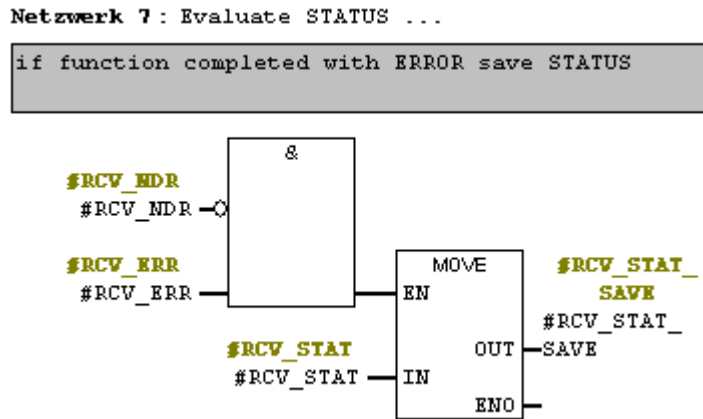 Netzwerk 7: Evaluate STATUS ...
if function completed with ERROR save STATUS
&
#RCV_NDR
#RCV_NDR
#RCV_ERR
#RCV_ERR
MOVE
EN
#RCV_STAT_
SAVE
#RCV_STAT_
SAVE
OUT
#RCV_STAT
#RCV_STAT
IN
ENO